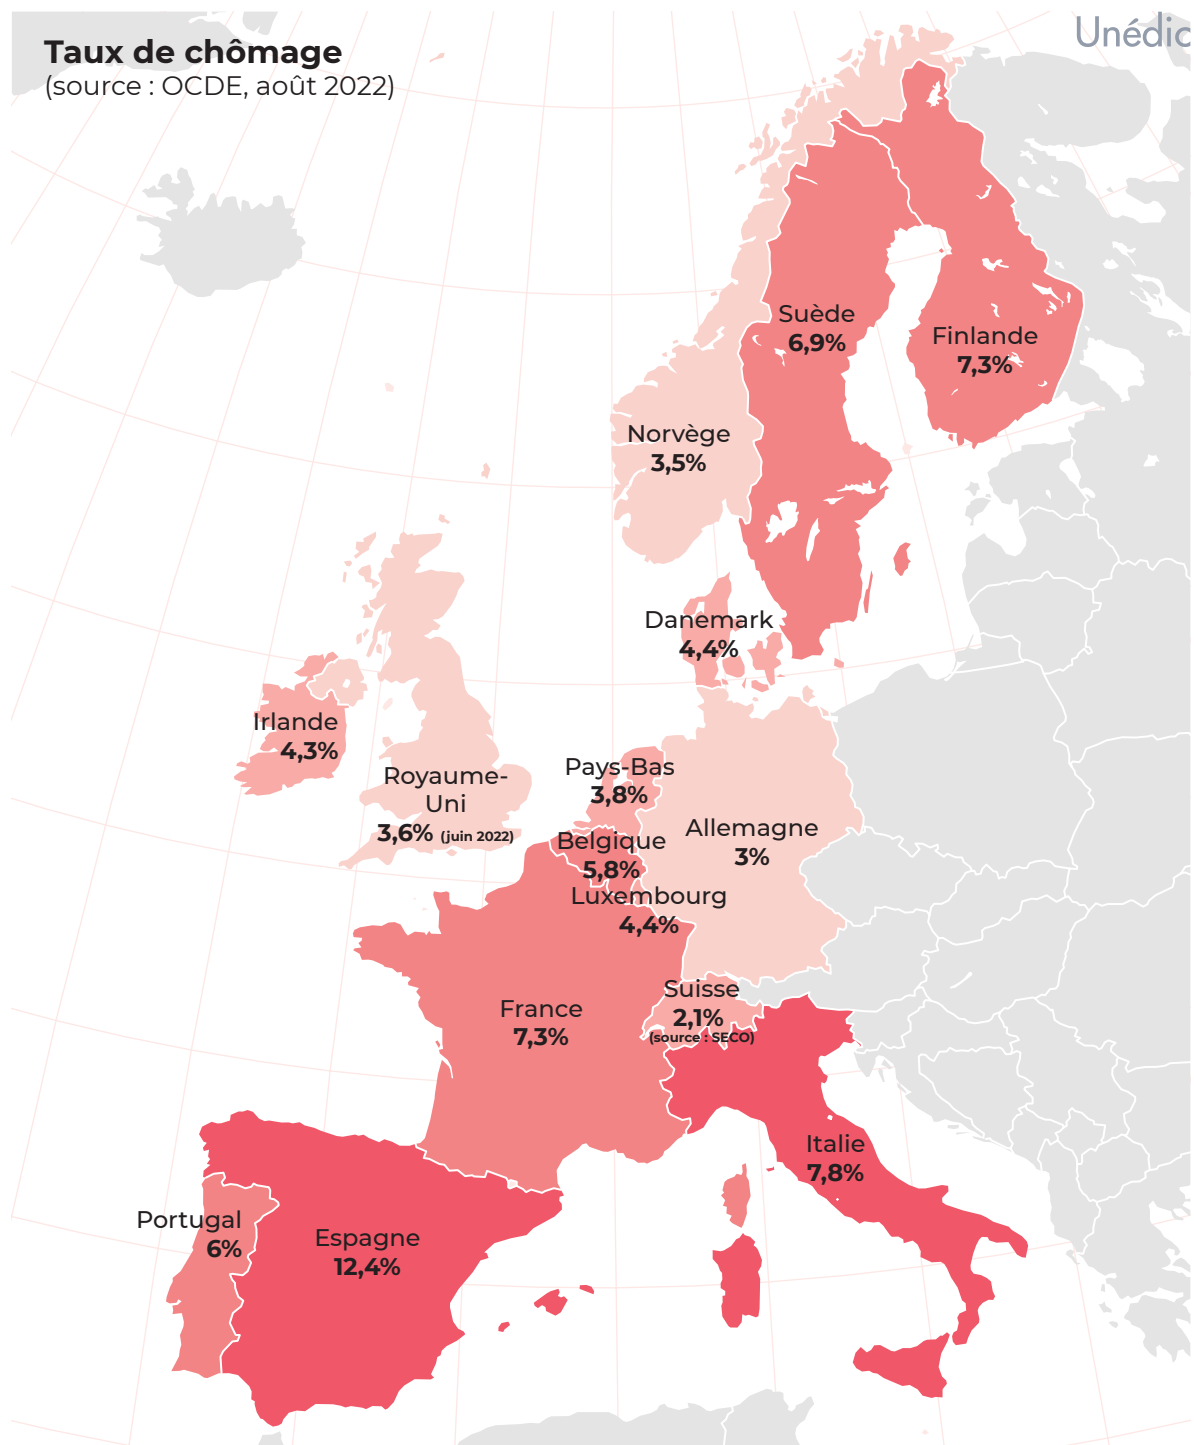 Taux de chômage
(source : OCDE, août 2022)
Unédic
Suède
6,9%
Finlande
7,3%
Norvège
3,5%
Danemark
4,4%
Irlande
4,3%
Royaume-
Uni
3,6% (juin 2022)
Pays-Bas
3,8%
Allemagne
3%
Belgique
5,8%
Luxembourg
4,4%
Suisse
2,1%
(source : SECO)
France
7,3%
Italie
7,8%
Portugal
6%
Espagne
12,4%